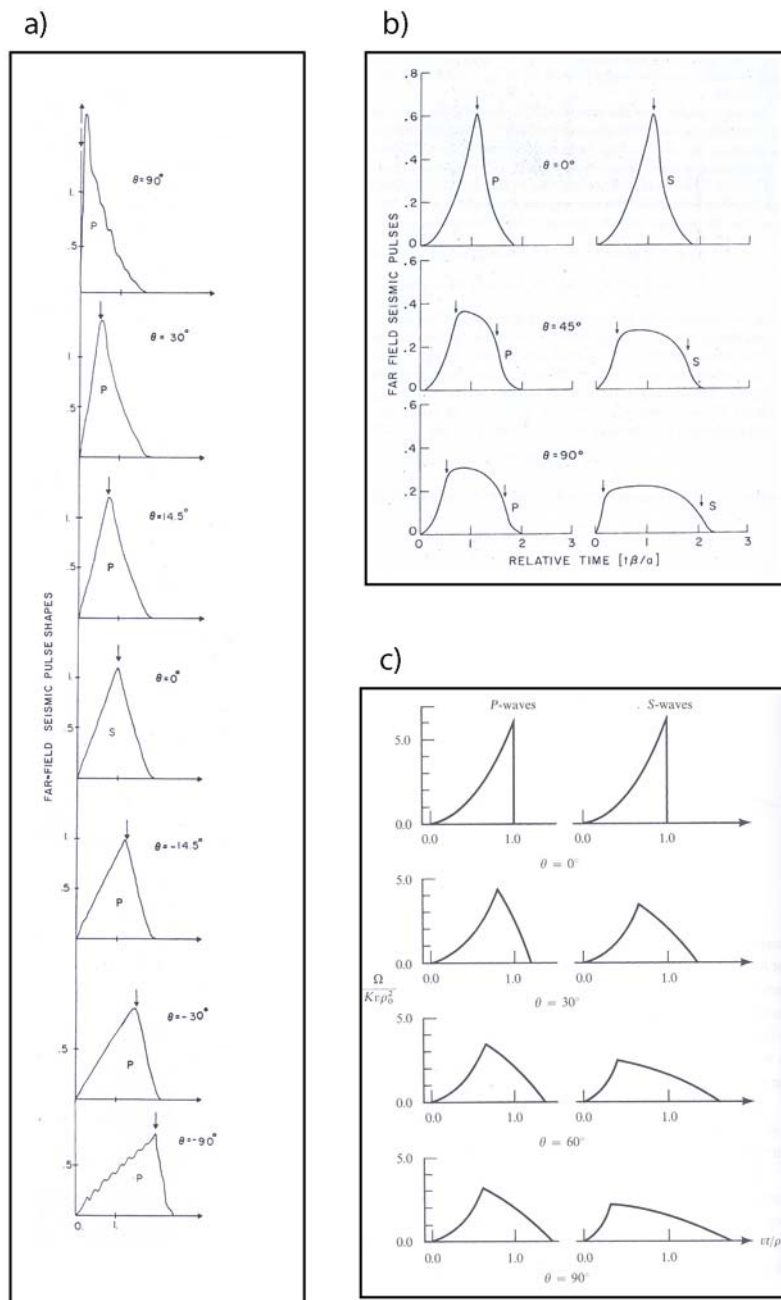 a)
θ=90°
1.
P
.5
θ=30°
1.
P
.5
θ=14.5°
1.
P
.5
FAR-FIELD SEISMIC PULSE SHAPES
θ=0°
1.
S
.5
θ=-14.5°
1.
P
.5
θ=-30°
.5
P
θ=-90°
.5
P
0. 1.
b)
FAR FIELD SEISMIC PULSES
.8
.6
.4
.2
0
θ=0°
P S
.6
.4
.2
0
θ=45°
P S
.6
.4
.2
0
θ=90°
P S
0 1 2 3 0 1 2 3
RELATIVE TIME [tβ/a]
c)
P-waves S-waves
5.0
0.0
0.0 1.0 0.0 1.0
θ = 0°
5.0
0.0
0.0 1.0 0.0 1.0
Ω
Kvρ₀²
θ = 30°
5.0
0.0
0.0 1.0 0.0 1.0
θ = 60°
5.0
0.0
0.0 1.0 0.0 1.0
vt/ρ
θ = 90°